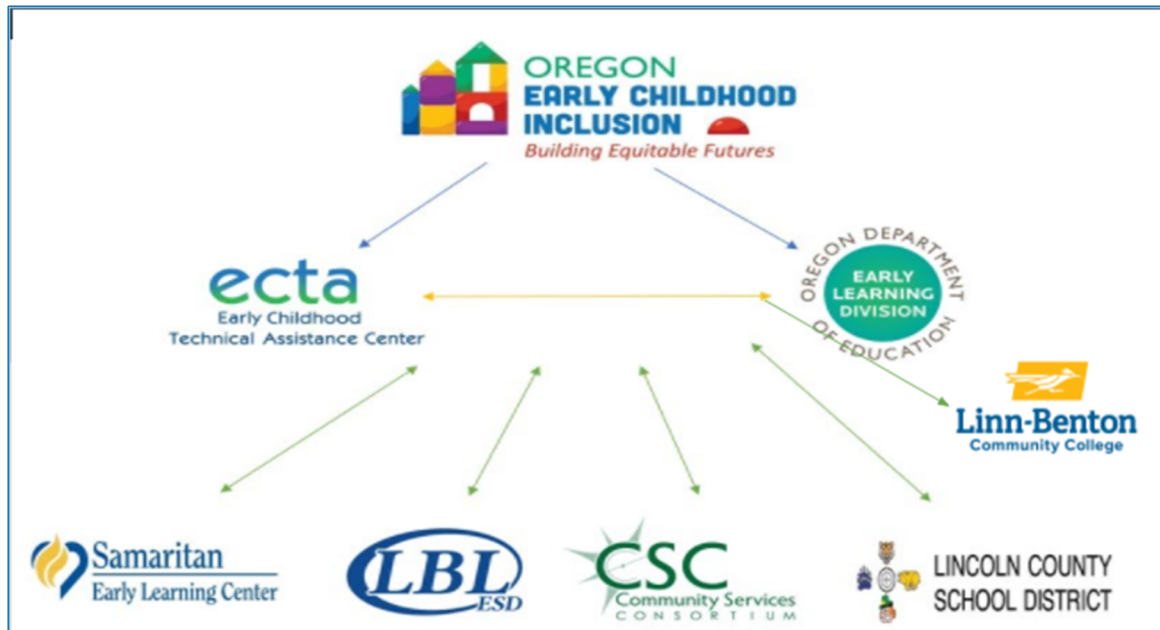 OREGON
EARLY CHILDHOOD
INCLUSION
Building Equitable Futures
ecta
Early Childhood
Technical Assistance Center
OREGON DEPARTMENT
EARLY
LEARNING
DIVISION
OF EDUCATION
Linn-Benton
Community College
Samaritan
Early Learning Center
LBL
ESD
CSC
Community Services
CONSORTIUM
LINCOLN COUNTY
SCHOOL DISTRICT